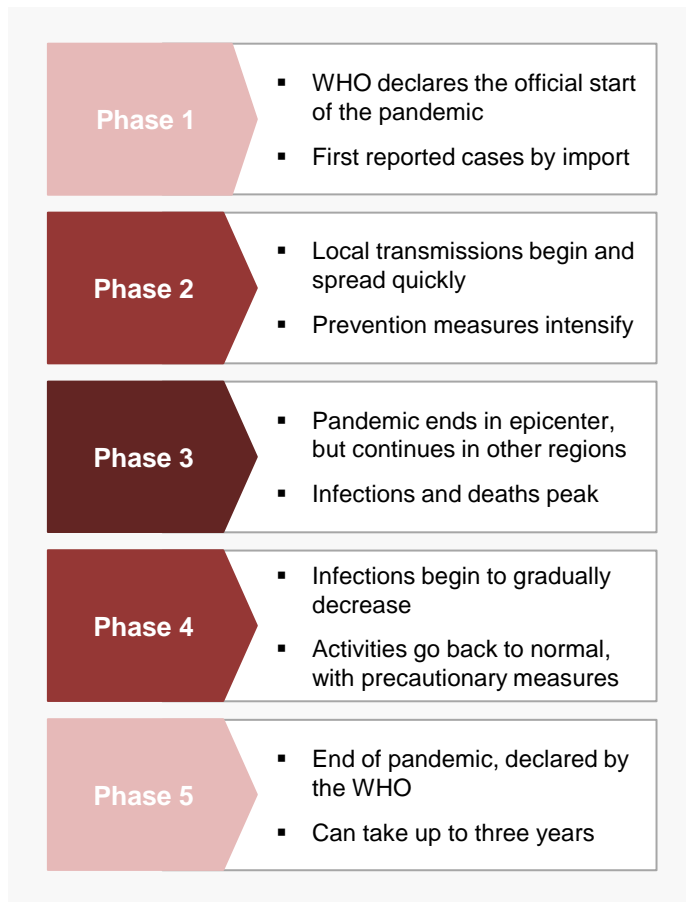 Phase 1
▪ WHO declares the official start
of the pandemic
▪ First reported cases by import
Phase 2
▪ Local transmissions begin and
spread quickly
▪ Prevention measures intensify
Phase 3
▪ Pandemic ends in epicenter,
but continues in other regions
▪ Infections and deaths peak
Phase 4
▪ Infections begin to gradually
decrease
▪ Activities go back to normal,
with precautionary measures
Phase 5
▪ End of pandemic, declared by
the WHO
▪ Can take up to three years